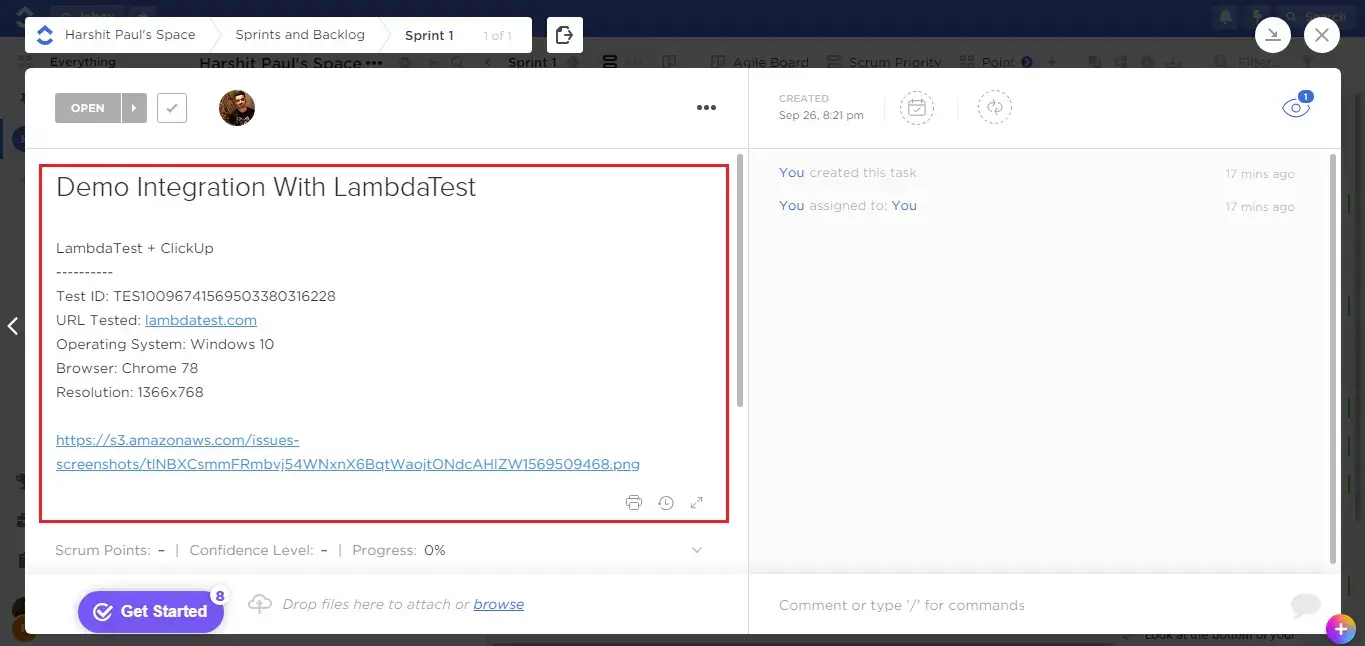 Inbox
Search
Harshit Paul's Space
Sprints and Backlog
Sprint 1
1 of 1
Everything
Harshit Paul's Space •••
Sprint 1
Agile Board
Scrum Priority
Point
Filter...
OPEN
CREATED
Sep 26, 8:21 pm
1
Demo Integration With LambdaTest
LambdaTest + ClickUp
----------
Test ID: TES10096741569503380316228
URL Tested: lambdatest.com
Operating System: Windows 10
Browser: Chrome 78
Resolution: 1366x768
https://s3.amazonaws.com/issues-
screenshots/tlNBXCsmmFRmbvj54WNxnX6BqtWaojtONdcAHlZW1569509468.png
Scrum Points: – | Confidence Level: – | Progress: 0%
Get Started
8
Drop files here to attach or browse
You created this task
17 mins ago
You assigned to: You
17 mins ago
Comment or type '/' for commands
Look at the bottom of your